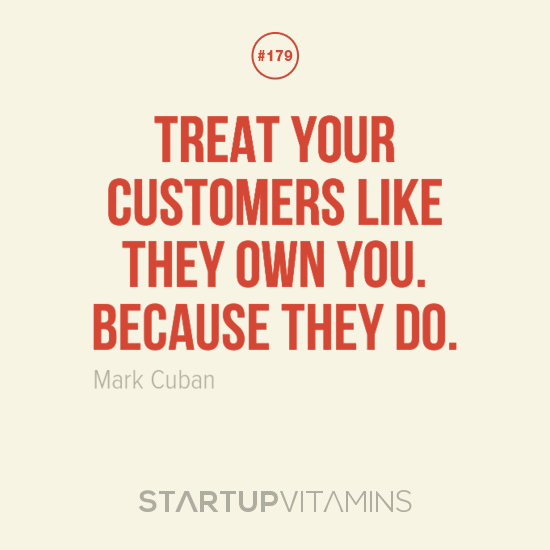 #179
TREAT YOUR
CUSTOMERS LIKE
THEY OWN YOU.
BECAUSE THEY DO.
Mark Cuban
STARTUPVITAMINS